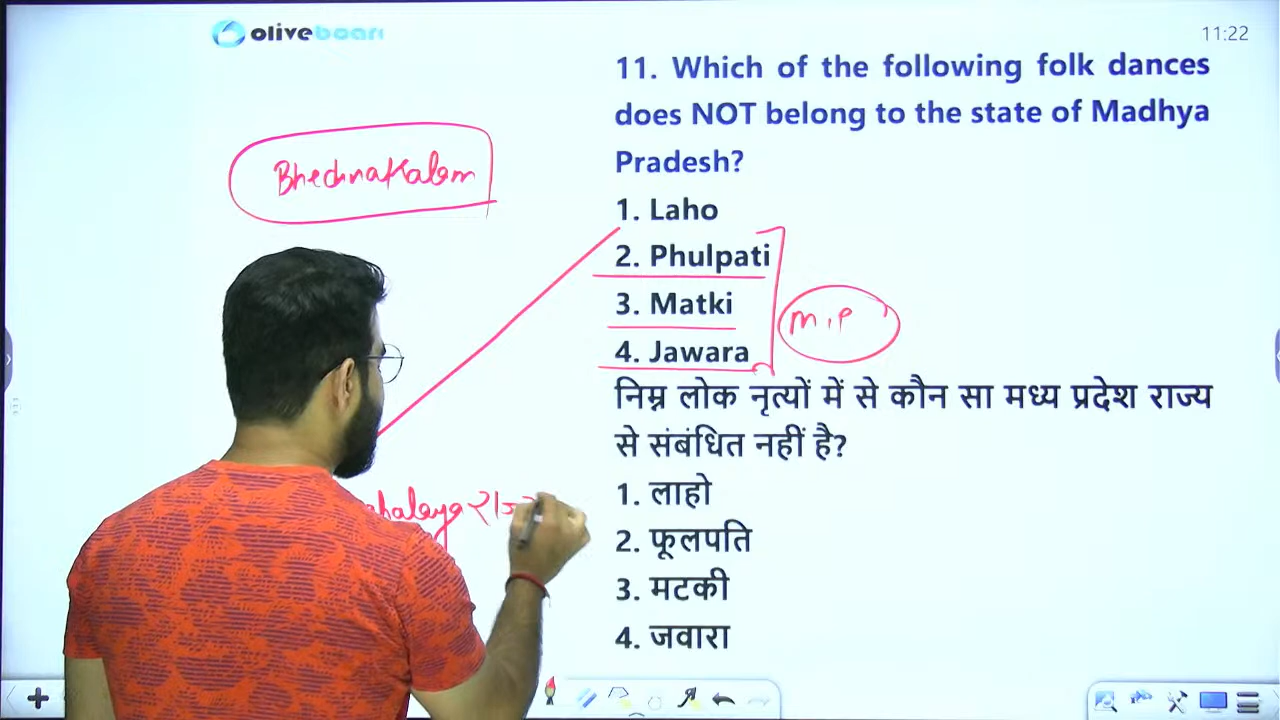 oliveboard
11:22
11. Which of the following folk dances
does NOT belong to the state of Madhya
Pradesh?
1. Laho
2. Phulpati
3. Matki
4. Jawara
निम्न लोक नृत्यों में से कौन सा मध्य प्रदेश राज्य
से संबंधित नहीं है?
1. लाहो
2. फूलपति
3. मटकी
4. जवारा
M.P